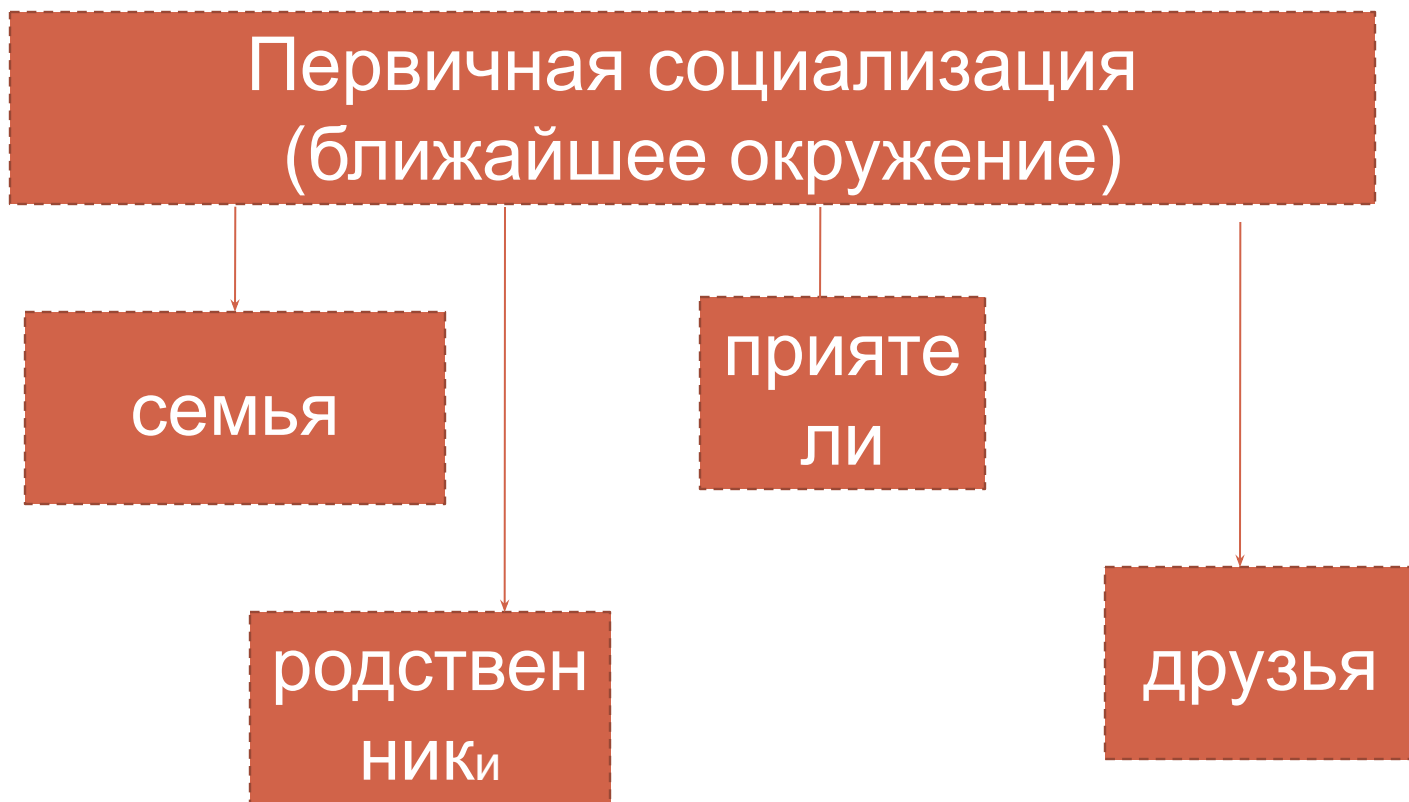 Первичная социализация
(ближайшее окружение)
семья
прияте
ли
родствен
ники
друзья